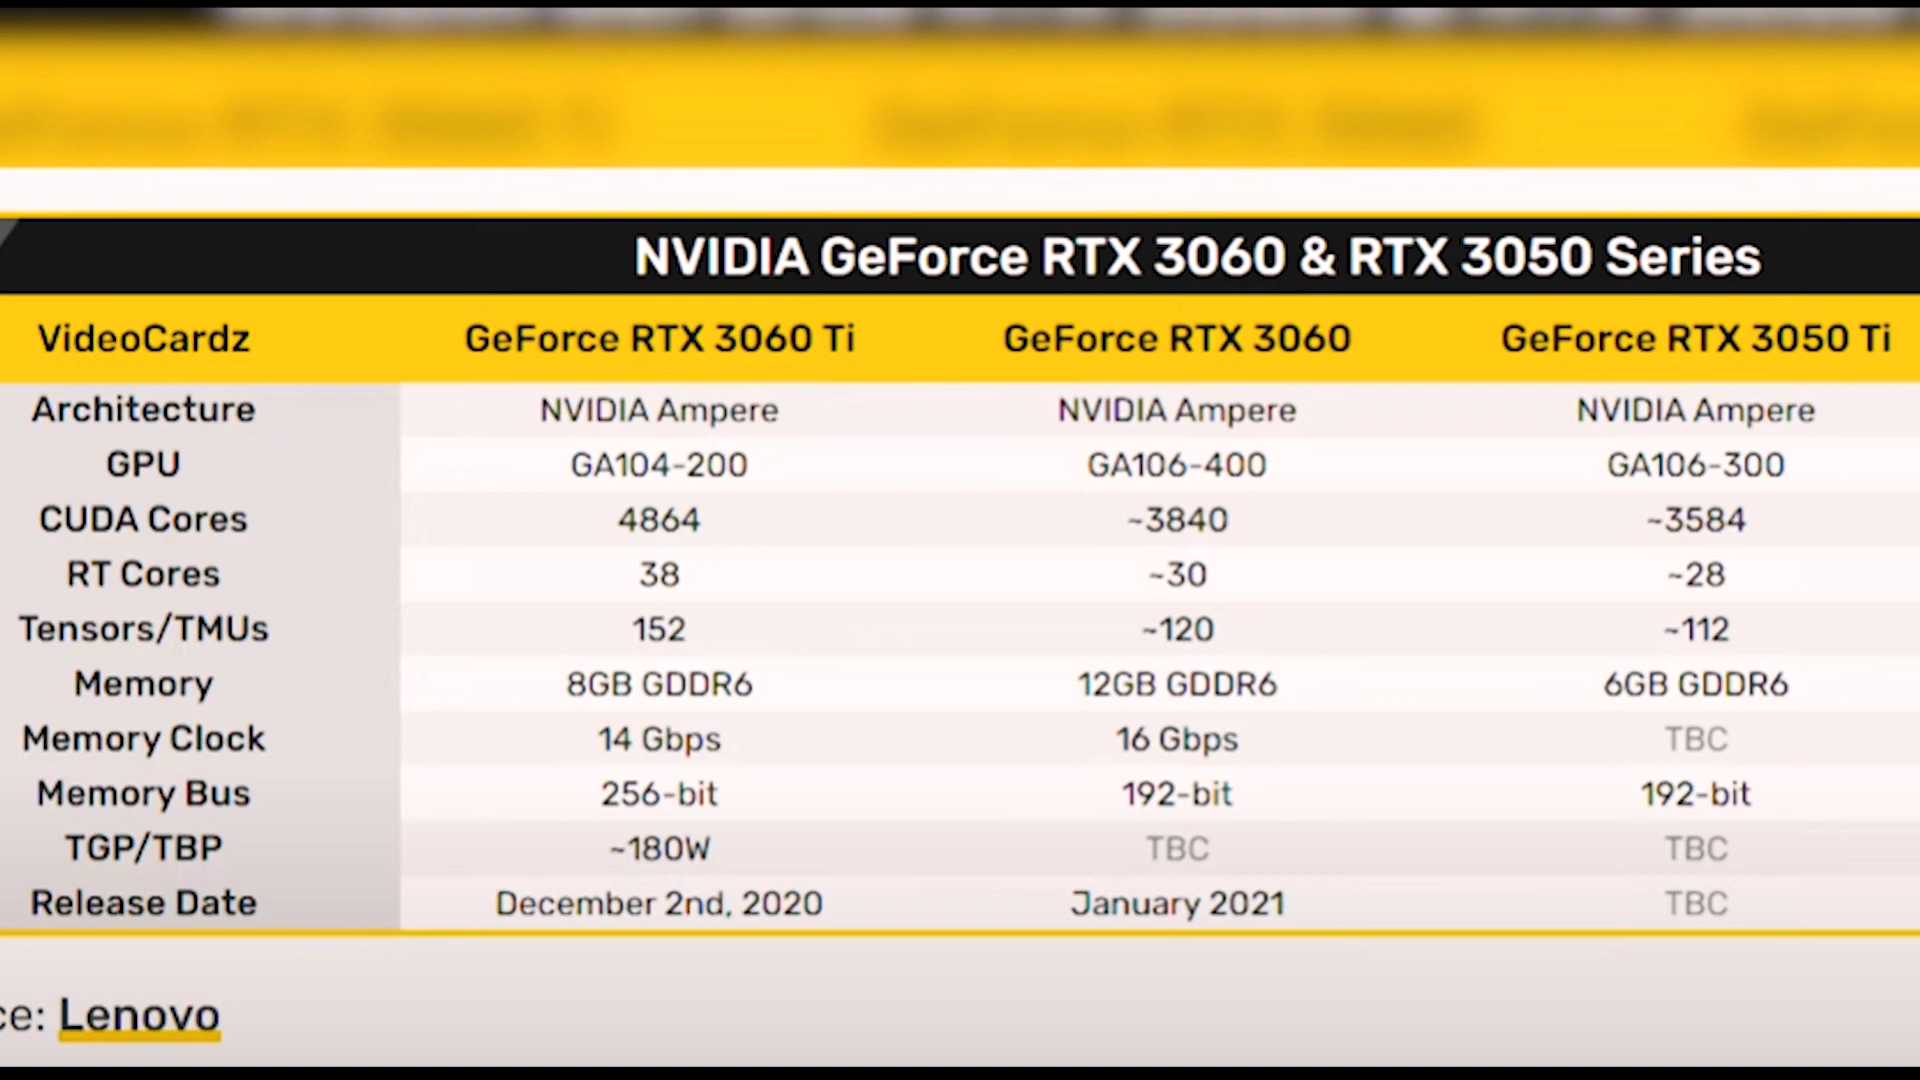 NVIDIA GeForce RTX 3060 & RTX 3050 Series
VideoCardz GeForce RTX 3060 Ti GeForce RTX 3060 GeForce RTX 3050 Ti
Architecture NVIDIA Ampere NVIDIA Ampere NVIDIA Ampere
GPU GA104-200 GA106-400 GA106-300
CUDA Cores 4864 ~3840 ~3584
RT Cores 38 ~30 ~28
Tensors/TMUs 152 ~120 ~112
Memory 8GB GDDR6 12GB GDDR6 6GB GDDR6
Memory Clock 14 Gbps 16 Gbps TBC
Memory Bus 256-bit 192-bit 192-bit
TGP/TBP ~180W TBC TBC
Release Date December 2nd, 2020 January 2021 TBC
Lenovo